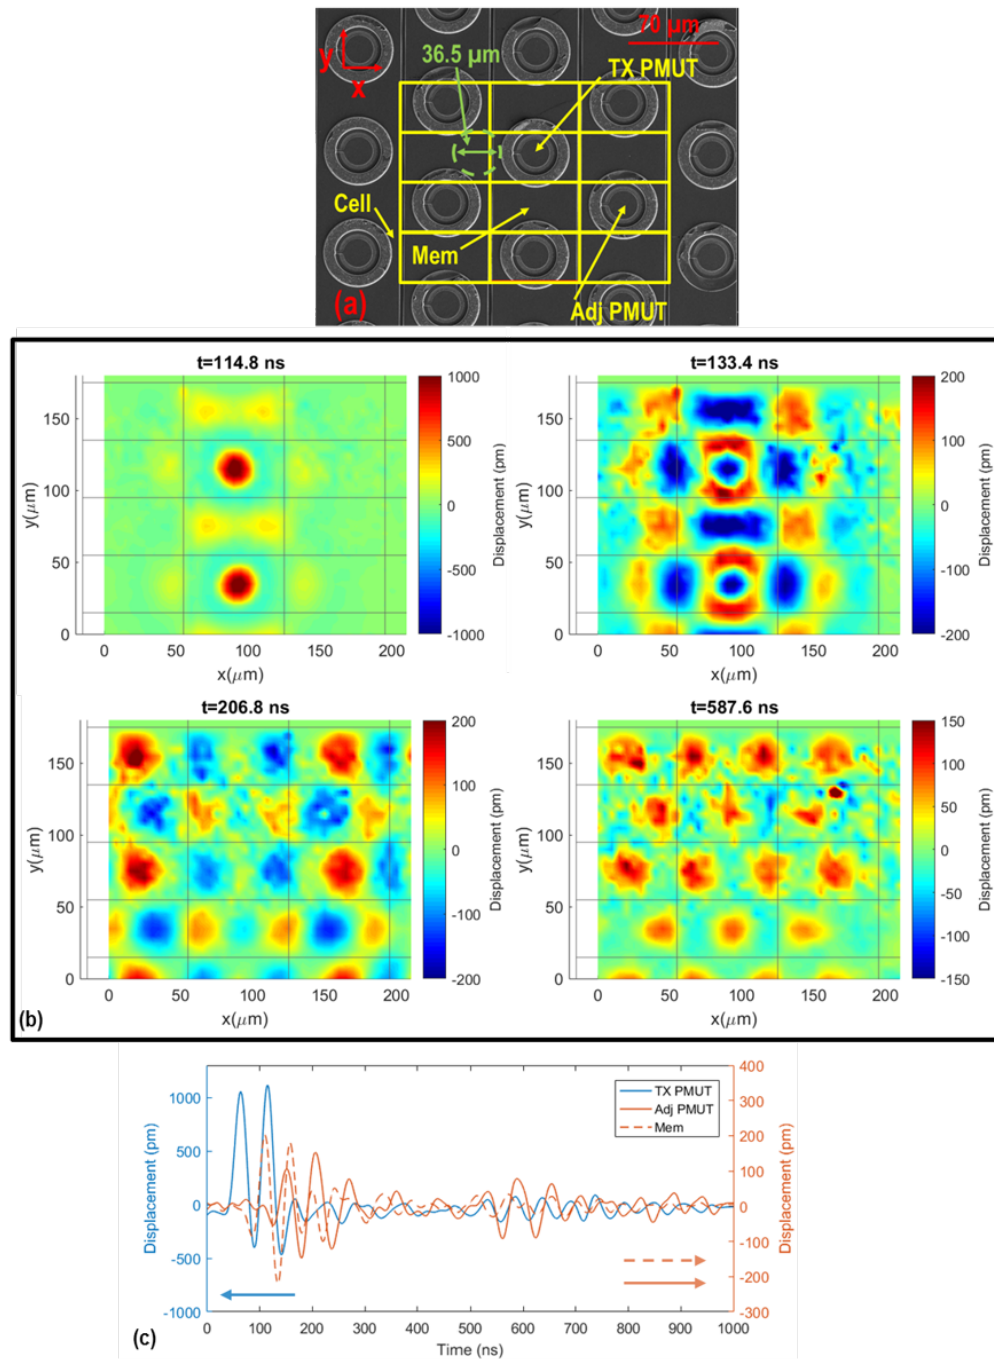 70 µm
36.5 µm
TX PMUT
y
x
Cell
Mem
Adj PMUT
(a)
t=114.8 ns
t=133.4 ns
150
100
50
0
y(µm)
0 50 100 150 200
x(µm)
1000
500
0
-500
-1000
Displacement (pm)
150
100
50
0
y(µm)
0 50 100 150 200
x(µm)
200
100
0
-100
-200
Displacement (pm)
t=206.8 ns
t=587.6 ns
150
100
50
0
y(µm)
0 50 100 150 200
x(µm)
200
100
0
-100
-200
Displacement (pm)
150
100
50
0
y(µm)
0 50 100 150 200
x(µm)
150
100
50
0
-50
-100
-150
Displacement (pm)
(b)
1000
500
0
-500
-1000
Displacement (pm)
TX PMUT
Adj PMUT
Mem
400
300
200
100
0
-100
-200
-300
Displacement (pm)
0 100 200 300 400 500 600 700 800 900 1000
Time (ns)
(c)